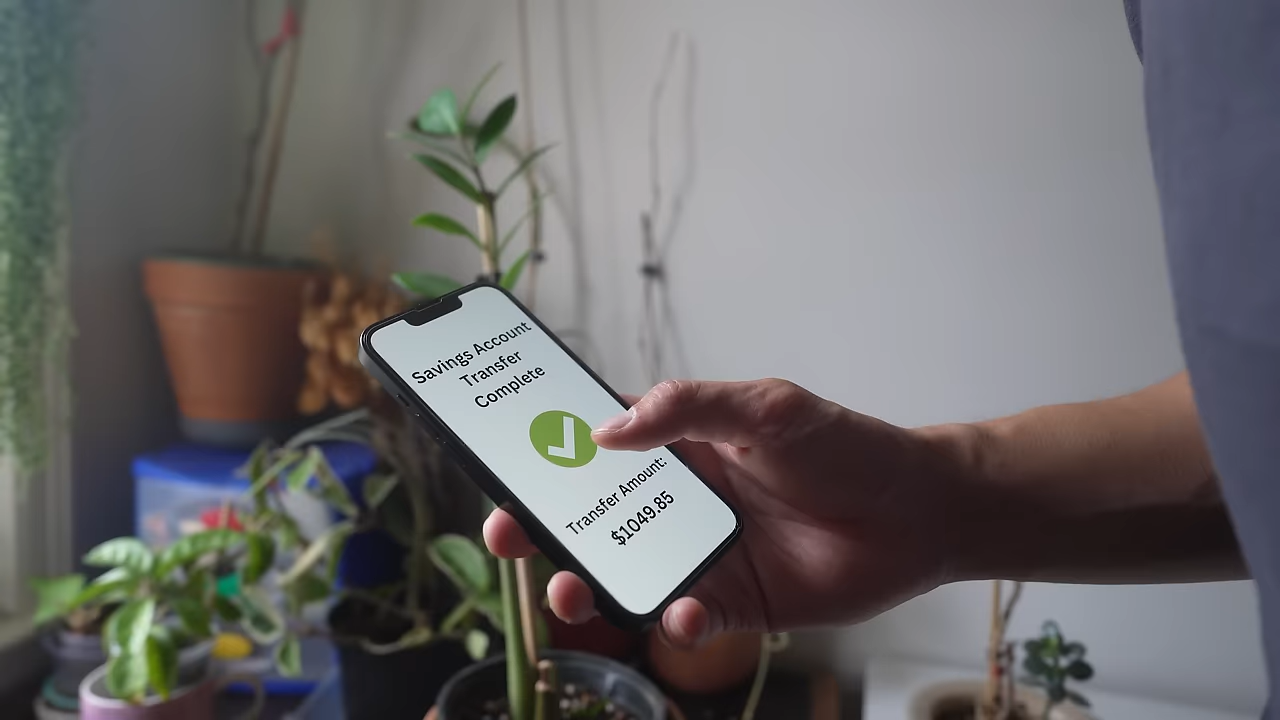 Savings Account
Transfer
Complete
Transfer Amount:
$1049.85